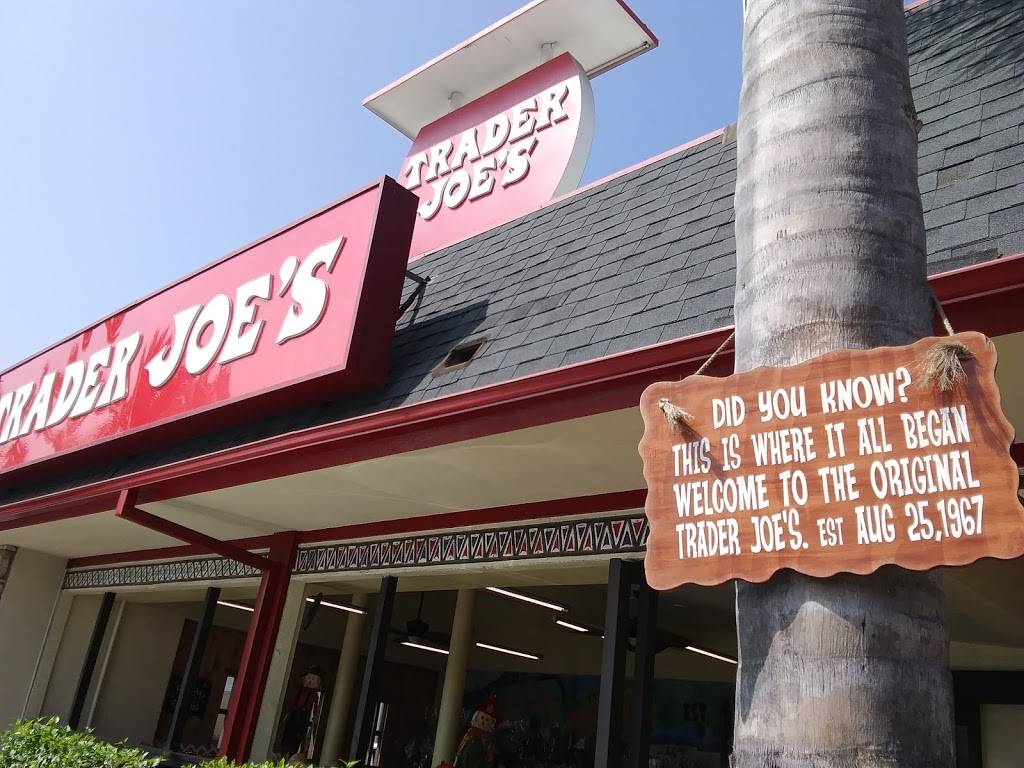 TRADER
JOE'S
TRADER JOE'S
DID YOU KNOW?
THIS IS WHERE IT ALL BEGAN
WELCOME TO THE ORIGINAL
TRADER JOE'S. EST AUG 25,1967
EST